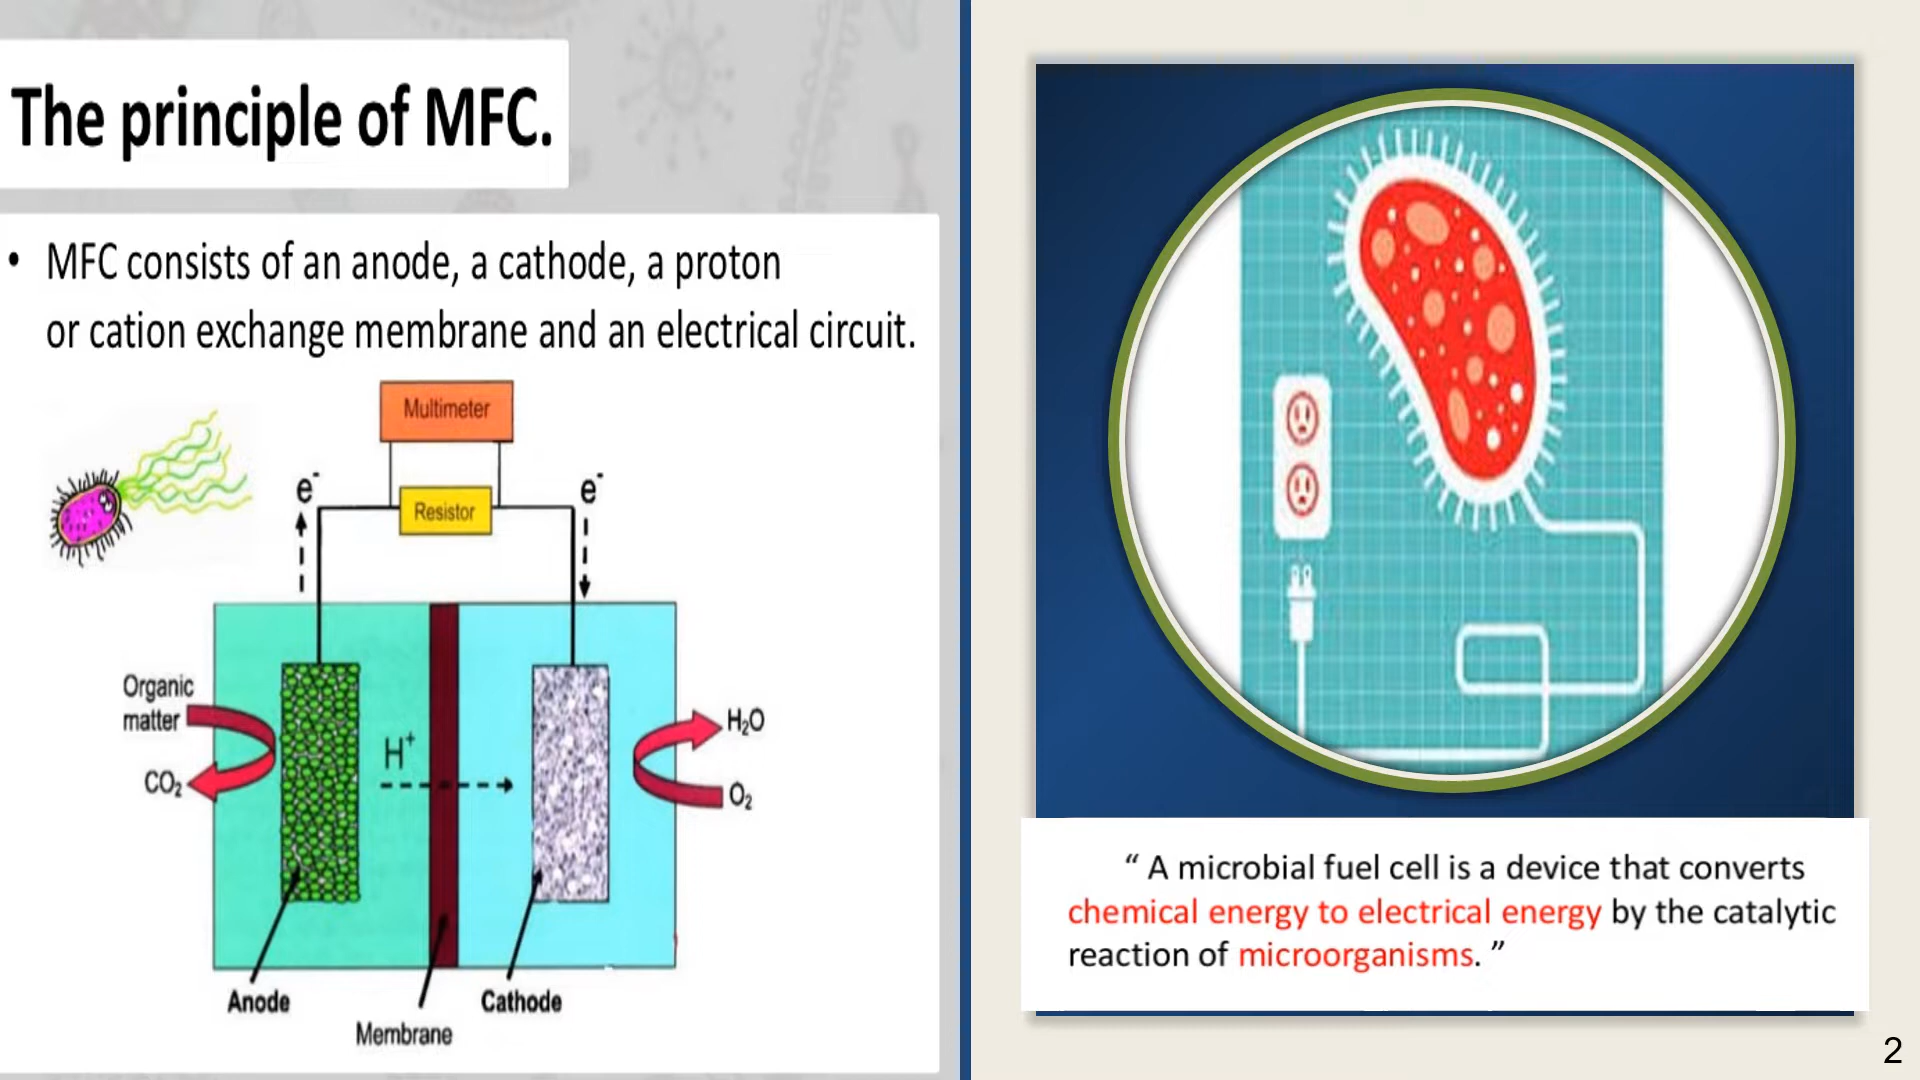 The principle of MFC.
• MFC consists of an anode, a cathode, a proton
or cation exchange membrane and an electrical circuit.
Multimeter
e-
Resistor
e-
Organic
matter
CO2
H+
H2O
O2
Anode
Cathode
Membrane
“ A microbial fuel cell is a device that converts
chemical energy to electrical energy by the catalytic
reaction of microorganisms. ”
2